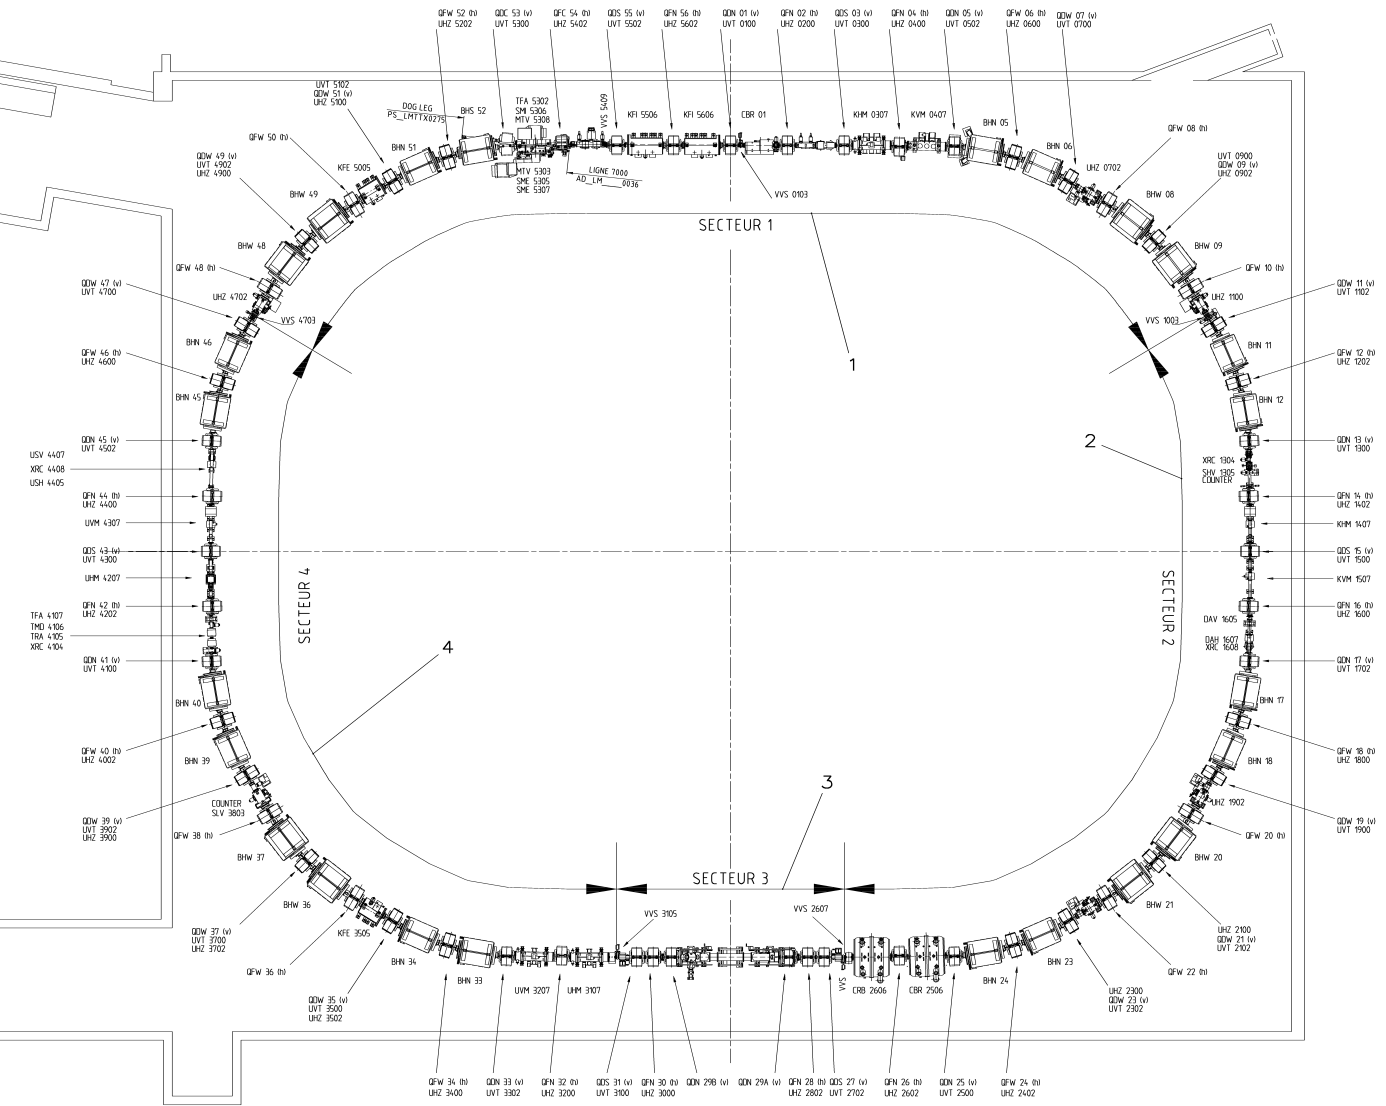 QFW 52 (h)
UHZ 5202
QDC 53 (v)
UVT 5300
QFC 54 (h)
UHZ 5402
QDS 55 (v)
UVT 5502
QFN 56 (h)
UHZ 5602
QDN 01 (v)
UVT 0100
QFN 02 (h)
UHZ 0200
QDS 03 (v)
UVT 0300
QFN 04 (h)
UHZ 0400
QDN 05 (v)
UVT 0502
QFW 06 (h)
UHZ 0600
QDW 07 (v)
UVT 0700
UVT 5102
QDW 51 (v)
UHZ 5100
DOG LEG
PS_LMTTX0275
BHS 52
TFA 5302
SMI 5306
MTV 5308
VVS 5409
KFI 5506
KFI 5606
CBR 01
KHM 0307
KVM 0407
BHN 05
BHN 06
QFW 08 (h)
QFW 50 (h)
BHN 51
KFE 5005
QDW 49 (v)
UVT 4902
UHZ 4900
MTV 5303
SME 5305
SME 5307
LIGNE 7000
AD_LM____0036
VVS 0103
UHZ 0702
UVT 0900
QDW 09 (v)
UHZ 0902
BHW 49
BHW 08
SECTEUR 1
BHW 48
BHW 09
QFW 48 (h)
QFW 10 (h)
QDW 47 (v)
UVT 4700
UHZ 4702
UHZ 1100
QDW 11 (v)
UVT 1102
VVS 4703
VVS 1003
BHN 46
BHN 11
QFW 46 (h)
UHZ 4600
1
QFW 12 (h)
UHZ 1202
BHN 45
BHN 12
QDN 45 (v)
UVT 4502
2
QDN 13 (v)
UVT 1300
USV 4407
XRC 4408
USH 4405
XRC 1304
SHV 1305
COUNTER
QFN 44 (h)
UHZ 4400
QFN 14 (h)
UHZ 1402
UVM 4307
KHM 1407
QDS 43 (v)
UVT 4300
QDS 15 (v)
UVT 1500
UHM 4207
SECTEUR 4
SECTEUR 2
KVM 1507
QFN 42 (h)
UHZ 4202
QFN 16 (h)
UHZ 1600
TFA 4107
TMD 4106
TRA 4105
XRC 4104
DAV 1605
DAH 1607
XRC 1608
4
QDN 41 (v)
UVT 4100
QDN 17 (v)
UVT 1702
BHN 40
BHN 17
QFW 40 (h)
UHZ 4002
BHN 39
BHN 18
QFW 18 (h)
UHZ 1800
3
COUNTER
SLV 3803
UHZ 1902
QDW 39 (v)
UVT 3902
UHZ 3900
QFW 38 (h)
QFW 20 (h)
QDW 19 (v)
UVT 1900
BHW 37
BHW 20
SECTEUR 3
BHW 36
BHW 21
VVS 3105
VVS 2607
QDW 37 (v)
UVT 3700
UHZ 3702
KFE 3505
UHZ 2100
QDW 21 (v)
UVT 2102
BHN 34
BHN 23
QFW 36 (h)
QFW 22 (h)
BHN 33
BHN 24
VVS
UVM 3207
UHM 3107
CRB 2606
CBR 2506
QDW 35 (v)
UVT 3500
UHZ 3502
UHZ 2300
QDW 23 (v)
UVT 2302
QFW 34 (h)
UHZ 3400
QDN 33 (v)
UVT 3302
QFN 32 (h)
UHZ 3200
QDS 31 (v)
UVT 3100
QFN 30 (h)
UHZ 3000
QDN 29B (v)
QDN 29A (v)
QFN 28 (h)
UHZ 2802
QDS 27 (v)
UVT 2702
QFN 26 (h)
UHZ 2602
QDN 25 (v)
UVT 2500
QFW 24 (h)
UHZ 2402